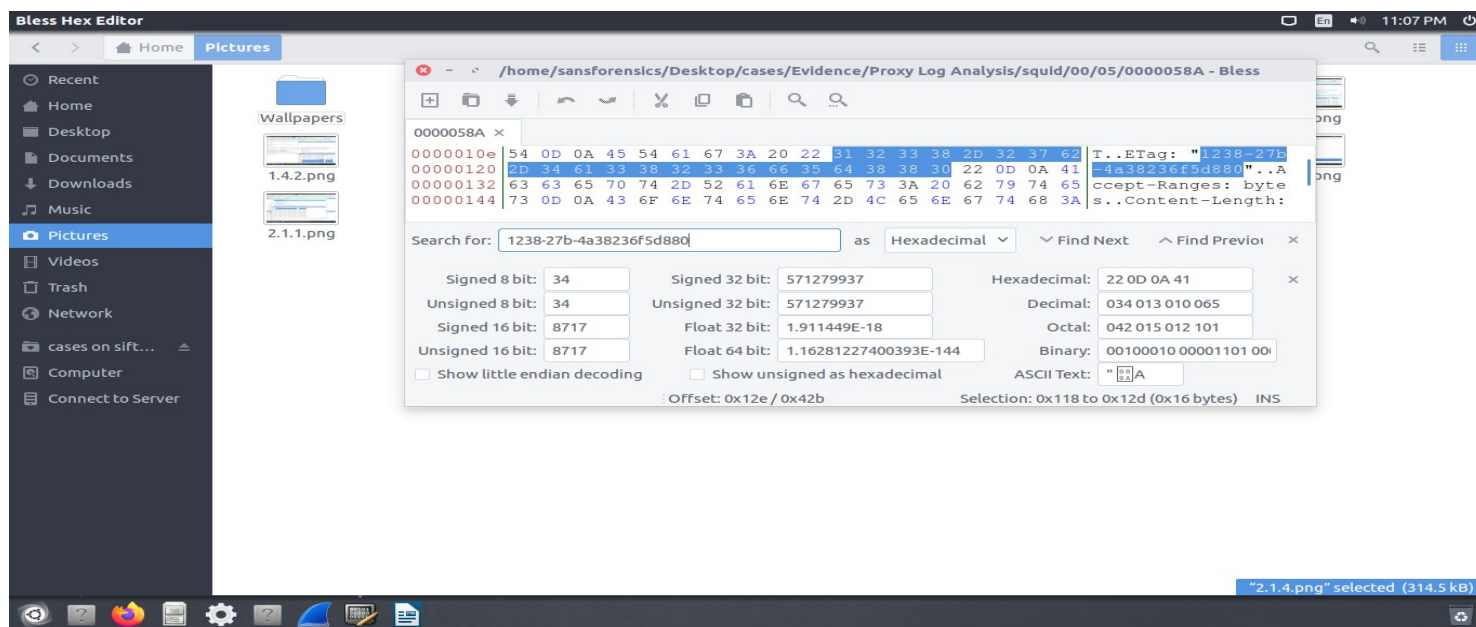 Bless Hex Editor
En 11:07 PM
Home Pictures
Recent
Home
Desktop
Documents
Downloads
Music
Pictures
Videos
Trash
Network
cases on sift...
Computer
Connect to Server
Wallpapers
1.4.2.png
2.1.1.png
/home/sansforensics/Desktop/cases/Evidence/Proxy Log Analysis/squid/00/05/0000058A - Bless
0000058A ×
0000010e 54 0D 0A 45 54 61 67 3A 20 22 31 32 33 38 2D 32 37 62 T..ETag: "1238-27b
00000120 2D 34 61 33 38 32 33 36 66 35 64 38 38 30 22 0D 0A 41 -4a38236f5d880"..A
00000132 63 63 65 70 74 2D 52 61 6E 67 65 73 3A 20 62 79 74 65 ccept-Ranges: byte
00000144 73 0D 0A 43 6F 6E 74 65 6E 74 2D 4C 65 6E 67 74 68 3A s..Content-Length:
Search for: 1238-27b-4a38236f5d880 as Hexadecimal Find Next Find Previou
Signed 8 bit: 34 Signed 32 bit: 571279937 Hexadecimal: 22 0D 0A 41
Unsigned 8 bit: 34 Unsigned 32 bit: 571279937 Decimal: 034 013 010 065
Signed 16 bit: 8717 Float 32 bit: 1.911449E-18 Octal: 042 015 012 101
Unsigned 16 bit: 8717 Float 64 bit: 1.16281227400393E-144 Binary: 00100010 00001101 00
Show little endian decoding Show unsigned as hexadecimal ASCII Text: " A
Offset: 0x12e / 0x42b Selection: 0x118 to 0x12d (0x16 bytes) INS
png
png
"2.1.4.png" selected (314.5 kB)